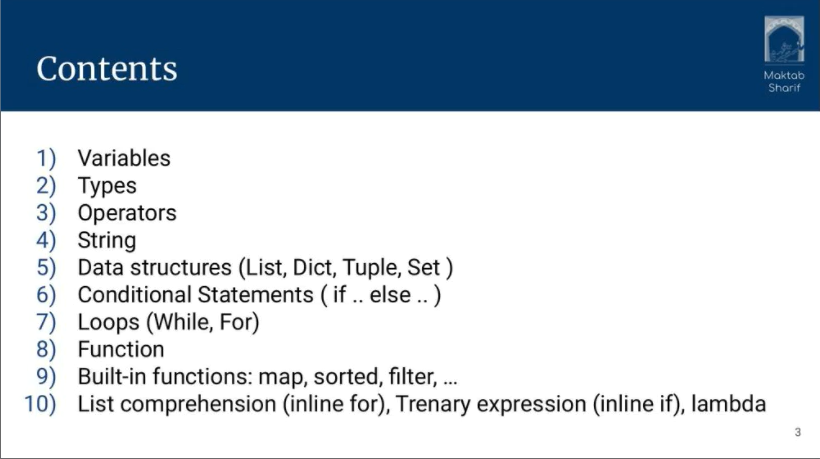 Contents
Maktab
Sharif
1) Variables
2) Types
3) Operators
4) String
5) Data structures (List, Dict, Tuple, Set )
6) Conditional Statements ( if .. else .. )
7) Loops (While, For)
8) Function
9) Built-in functions: map, sorted, filter, ...
10) List comprehension (inline for), Trenary expression (inline if), lambda
3